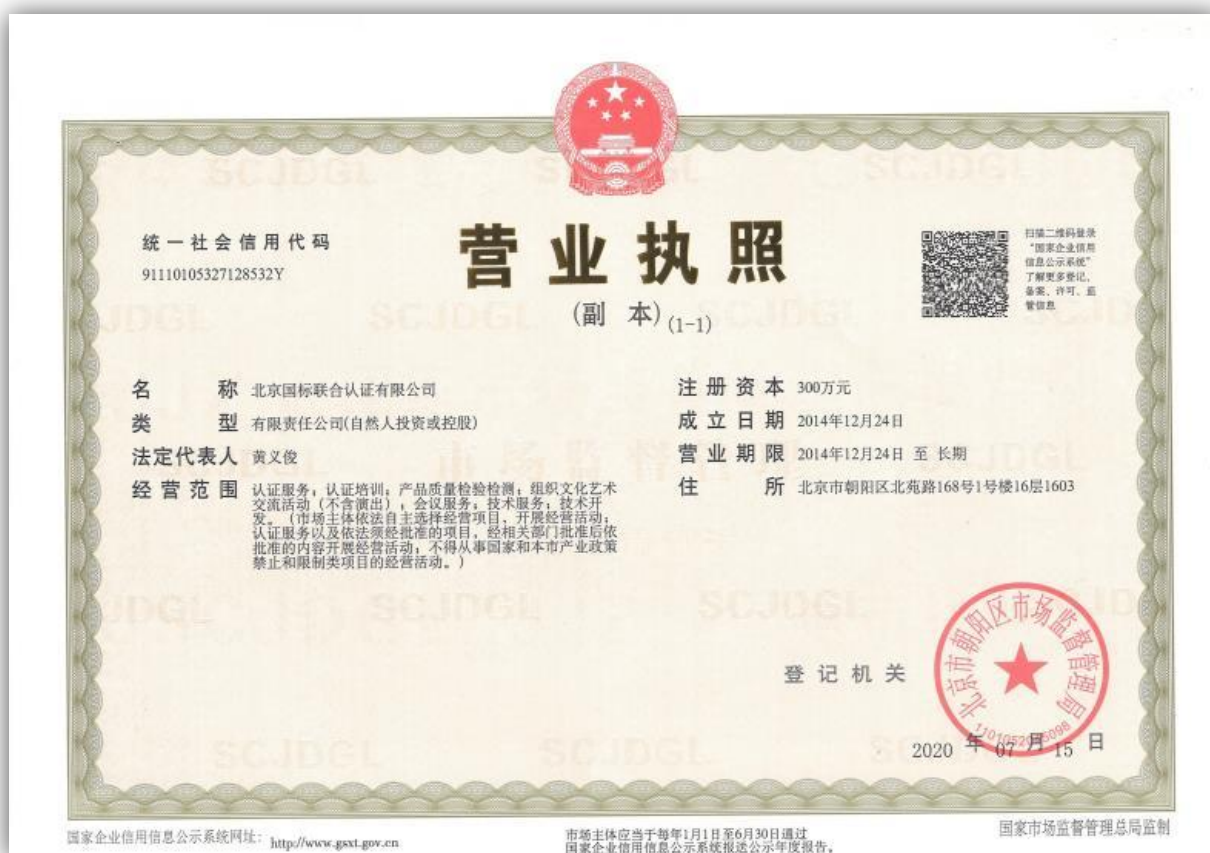 统一社会信用代码
91110105327128532Y
营业执照
(副 本)(1-1)
扫描二维码登录
“国家企业信用
信息公示系统”
了解更多登记、
备案、许可、监
管信息
名 称 北京国标联合认证有限公司
类 型 有限责任公司(自然人投资或控股)
法定代表人 黄义俊
经营范围 认证服务；认证培训；产品质量检验检测；组织文化艺术
交流活动（不含演出）；会议服务；技术服务；技术开
发。（市场主体依法自主选择经营项目，开展经营活动；
认证服务以及依法须经批准的项目，经相关部门批准后依
批准的内容开展经营活动；不得从事国家和本市产业政策
禁止和限制类项目的经营活动。）
注册资本 300万元
成立日期 2014年12月24日
营业期限 2014年12月24日 至 长期
住 所 北京市朝阳区北苑路168号1号楼16层1603
登记机关
北京市朝阳区市场监督管理局
2020 年 07 月 15 日
国家企业信用信息公示系统网址： http://www.gsxt.gov.cn
市场主体应当于每年1月1日至6月30日通过
国家企业信用信息公示系统报送公示年度报告。
国家市场监督管理总局监制
SCJDGL